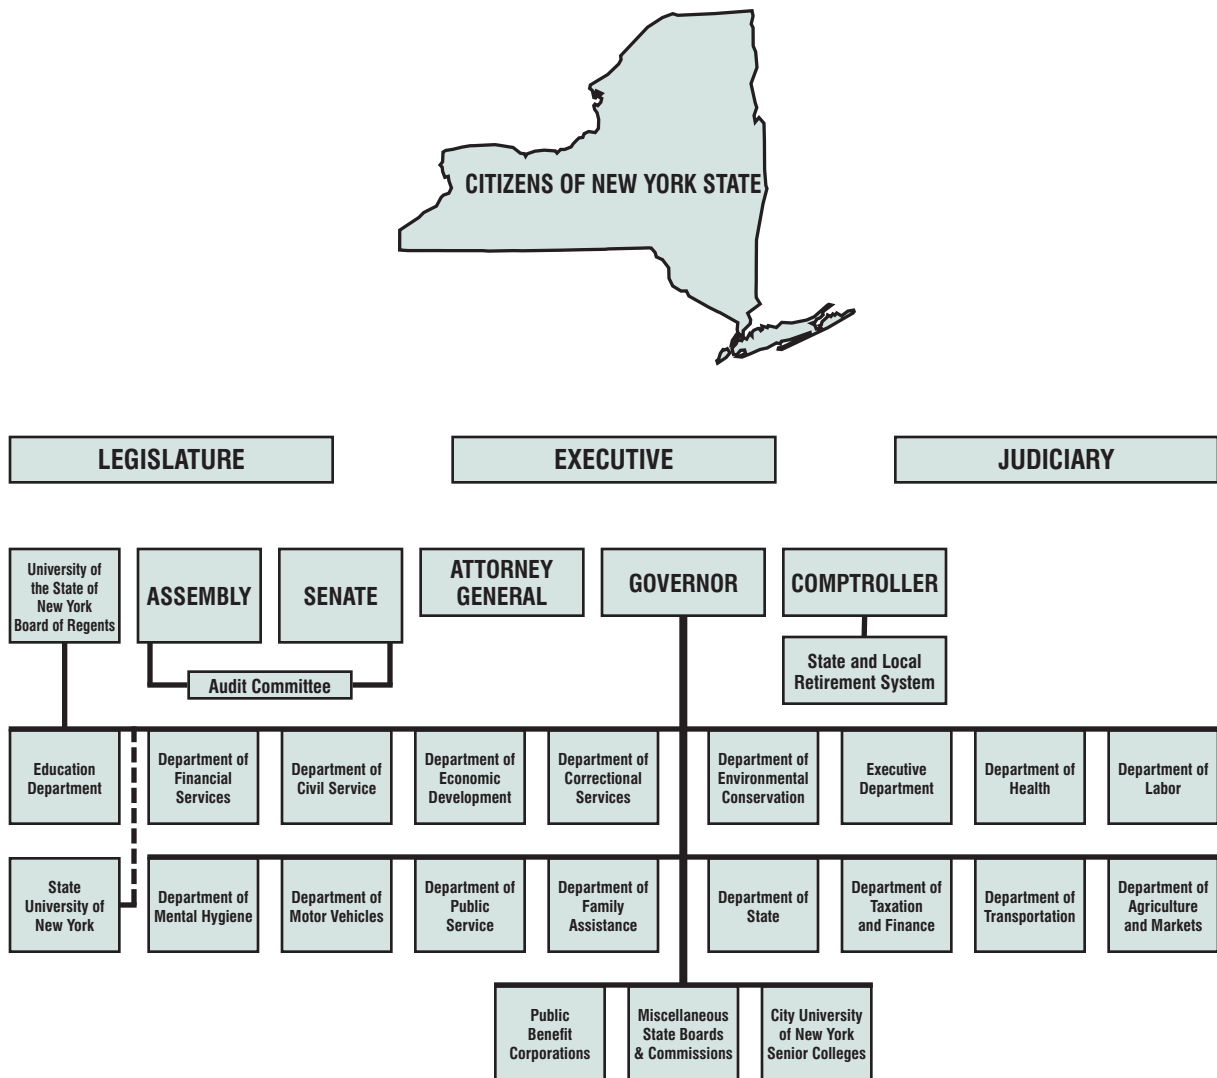 CITIZENS OF NEW YORK STATE
LEGISLATURE
EXECUTIVE
JUDICIARY
University of
the State of
New York
Board of Regents
ASSEMBLY
SENATE
ATTORNEY
GENERAL
GOVERNOR
COMPTROLLER
Audit Committee
State and Local
Retirement System
Education
Department
Department of
Financial
Services
Department of
Civil Service
Department of
Economic
Development
Department of
Correctional
Services
Department of
Environmental
Conservation
Executive
Department
Department of
Health
Department of
Labor
State
University of
New York
Department of
Mental Hygiene
Department of
Motor Vehicles
Department of
Public
Service
Department of
Family
Assistance
Department of
State
Department of
Taxation
and Finance
Department of
Transportation
Department of
Agriculture
and Markets
Public
Benefit
Corporations
Miscellaneous
State Boards
& Commissions
City University
of New York
Senior Colleges